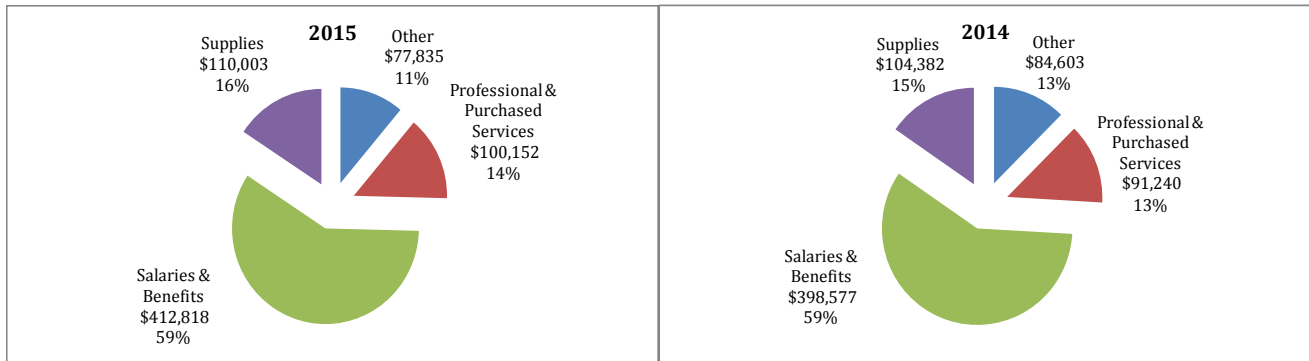 2015
Supplies
$110,003
16%
Other
$77,835
11%
Professional &
Purchased
Services
$100,152
14%
Salaries &
Benefits
$412,818
59%
2014
Supplies
$104,382
15%
Other
$84,603
13%
Professional &
Purchased
Services
$91,240
13%
Salaries &
Benefits
$398,577
59%